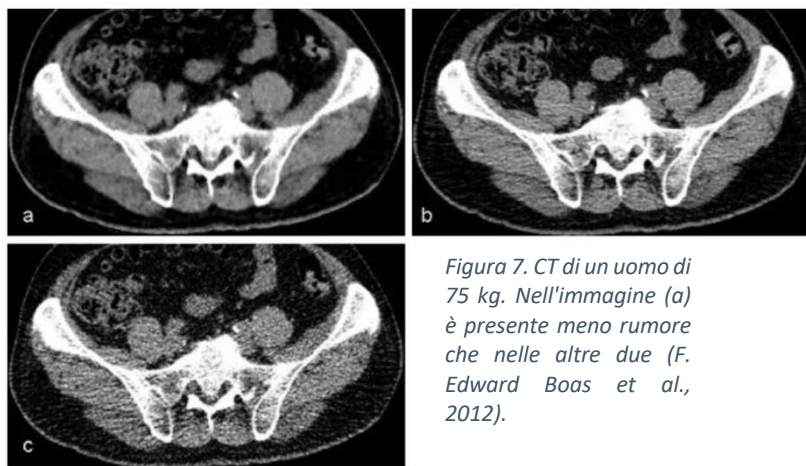 a
b
c
Figura 7. CT di un uomo di
75 kg. Nell'immagine (a)
è presente meno rumore
che nelle altre due (F.
Edward Boas et al.,
2012).